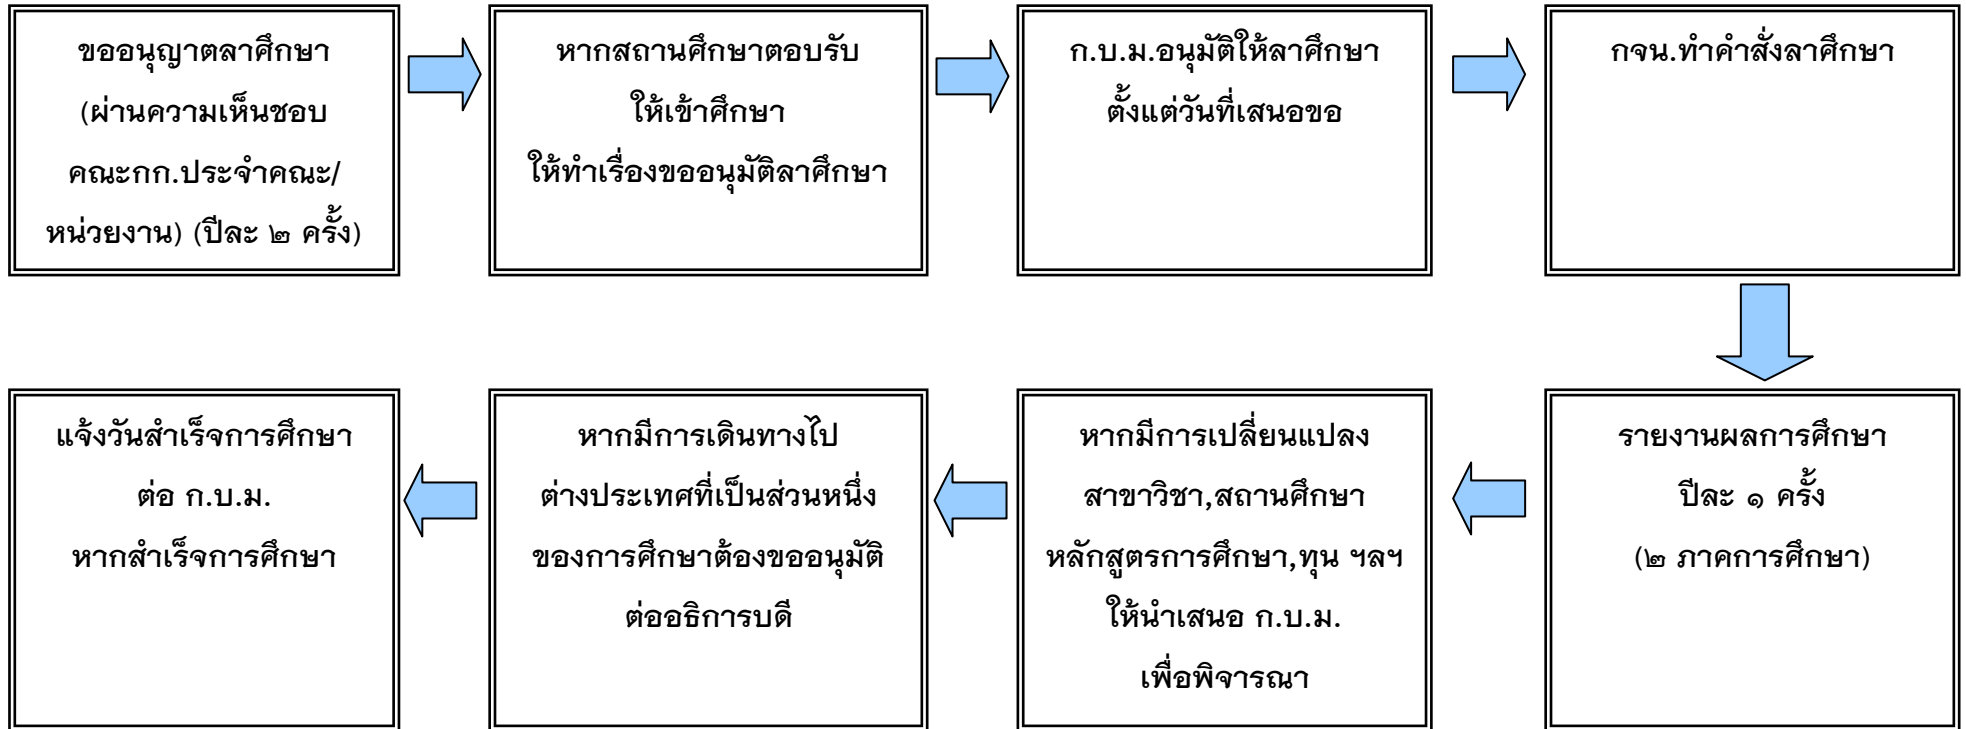 ขออนุญาตลาศึกษา
(ผ่านความเห็นชอบ
คณะกก.ประจำคณะ/
หน่วยงาน) (ปีละ ๒ ครั้ง)
หากสถานศึกษาตอบรับ
ให้เข้าศึกษา
ให้ทำเรื่องขออนุมัติลาศึกษา
ก.บ.ม.อนุมัติให้ลาศึกษา
ตั้งแต่วันที่เสนอขอ
กจน.ทำคำสั่งลาศึกษา
รายงานผลการศึกษา
ปีละ ๑ ครั้ง
(๒ ภาคการศึกษา)
หากมีการเปลี่ยนแปลง
สาขาวิชา,สถานศึกษา
หลักสูตรการศึกษา,ทุน ฯลฯ
ให้นำเสนอ ก.บ.ม.
เพื่อพิจารณา
หากมีการเดินทางไป
ต่างประเทศที่เป็นส่วนหนึ่ง
ของการศึกษาต้องขออนุมัติ
ต่ออธิการบดี
แจ้งวันสำเร็จการศึกษา
ต่อ ก.บ.ม.
หากสำเร็จการศึกษา